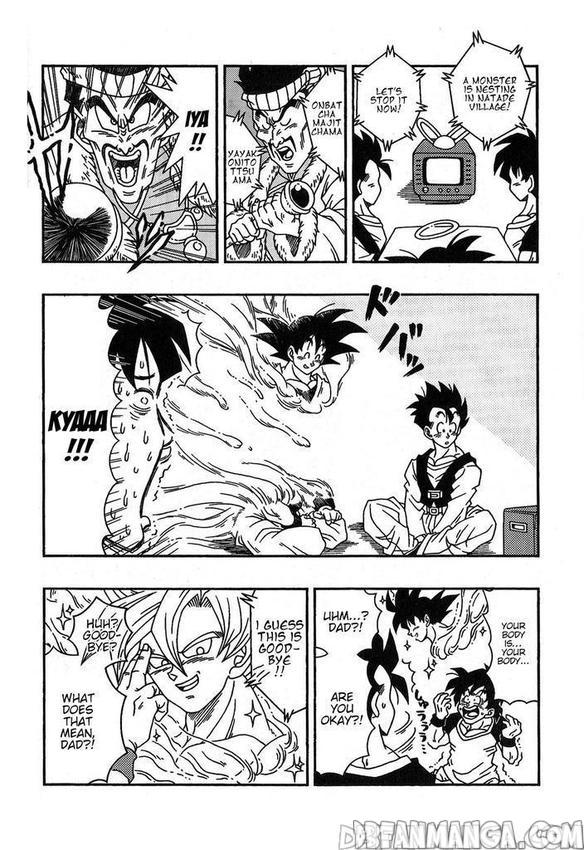 A MONSTER
IS NESTING
IN NATADE
VILLAGE!
LET'S
STOP IT
NOW!
ONBAT
CHA
MAJIT
CHAMA
YAYAK
ONITO
TTSU
AMA
IYA
!!
ドドッ
KYAAA
!!!
YOUR
BODY
IS...
YOUR
BODY...
UHM...?
DAD?!
ARE
YOU
OKAY?!
I GUESS
THIS IS
GOOD-
BYE
!!
HUH?
GOOD-
BYE?
WHAT
DOES
THAT
MEAN,
DAD?!
DBFANMANGA.COM